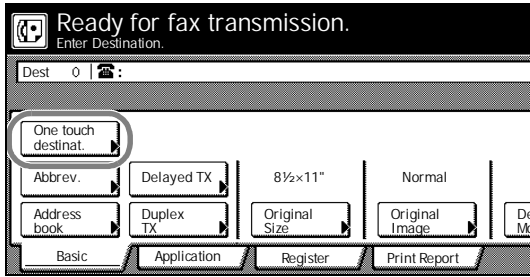 Ready for fax transmission.
Enter Destination.
Dest 0 :
One touch
destinat.
Abbrev.
Delayed TX
8½×11"
Normal
Address
book
Duplex
TX
Original
Size
Original
Image
Basic
Application
Register
Print Report